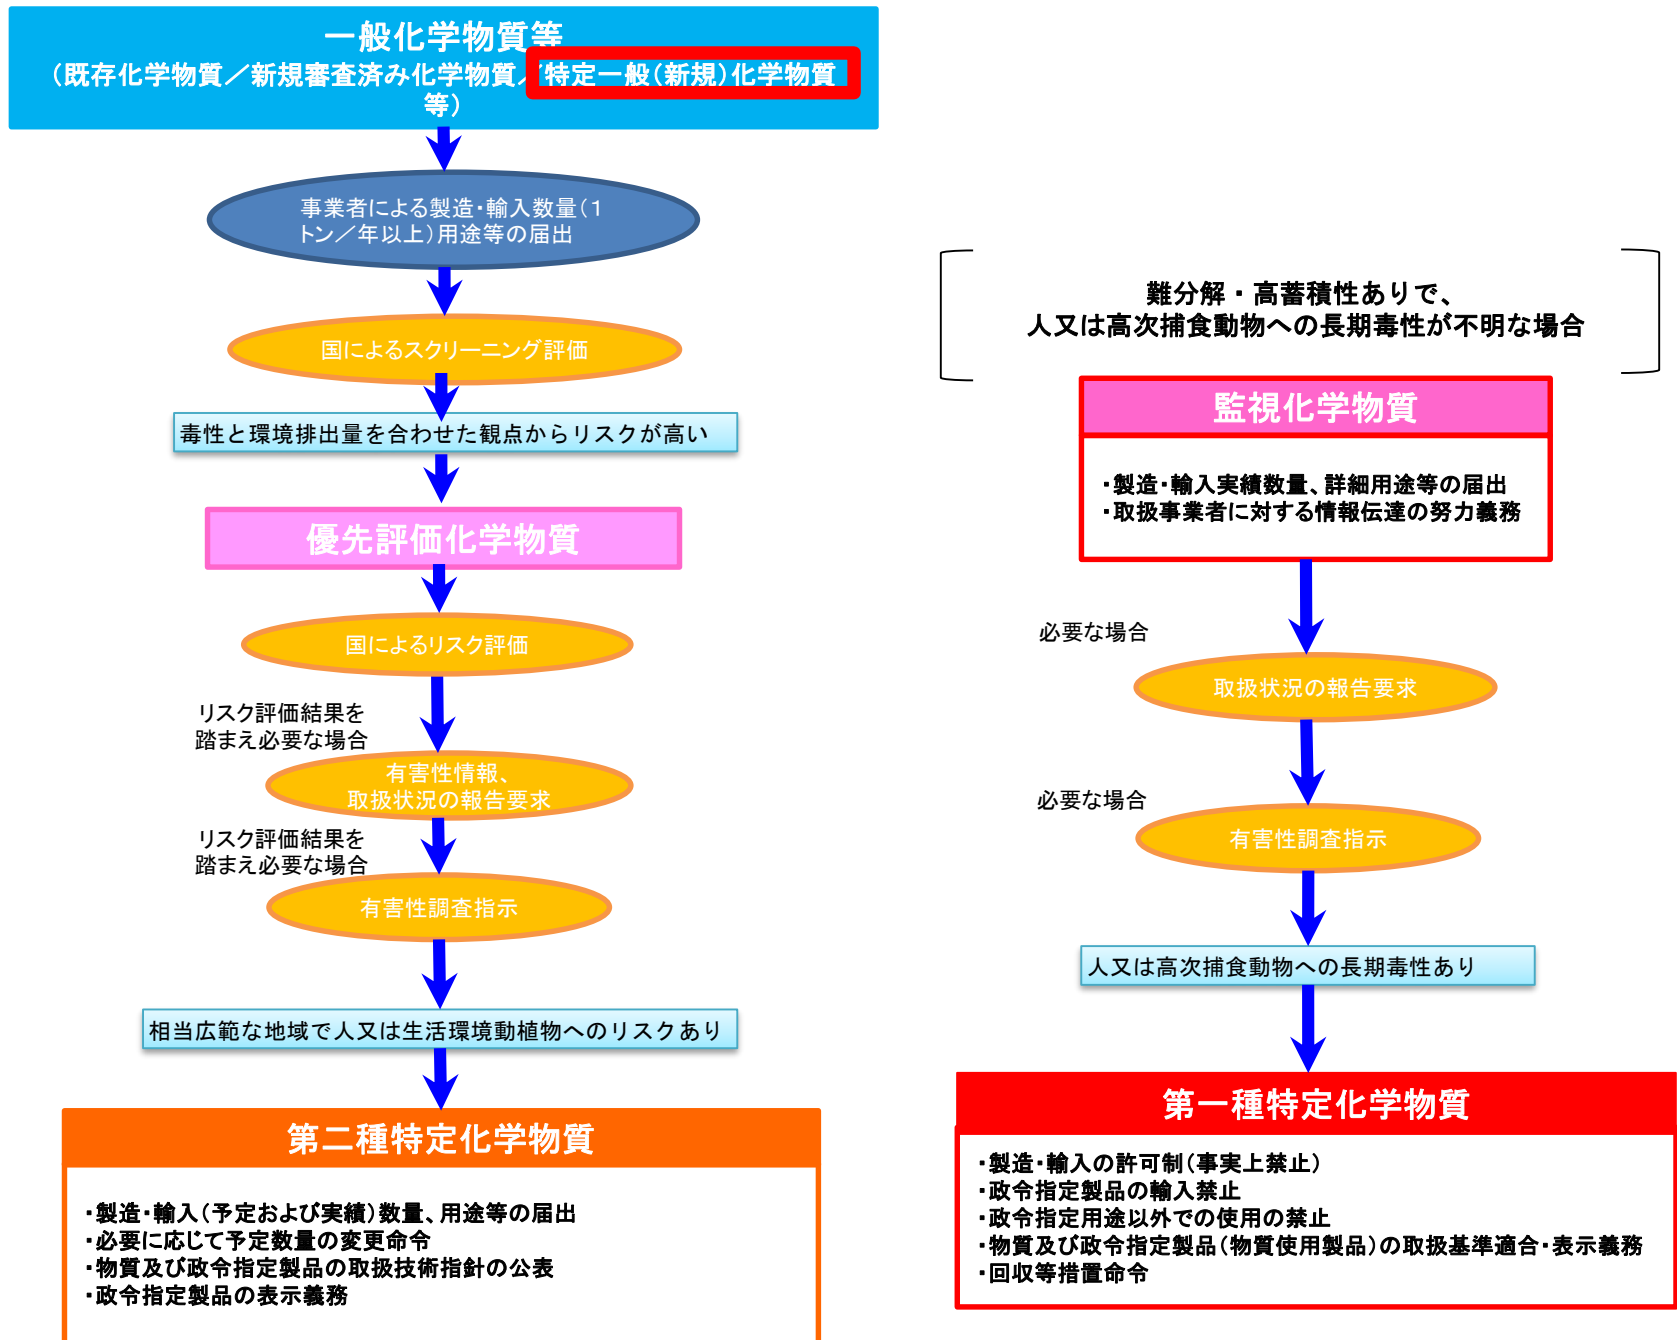 一般化学物質等
（既存化学物質／新規審査済み化学物質／特定一般（新規）化学物質
等）
事業者による製造・輸入数量（１
トン／年以上）用途等の届出
国によるスクリーニング評価
毒性と環境排出量を合わせた観点からリスクが高い
優先評価化学物質
国によるリスク評価
リスク評価結果を
踏まえ必要な場合
有害性情報、
取扱状況の報告要求
リスク評価結果を
踏まえ必要な場合
有害性調査指示
相当広範な地域で人又は生活環境動植物へのリスクあり
第二種特定化学物質
・製造・輸入（予定および実績）数量、用途等の届出
・必要に応じて予定数量の変更命令
・物質及び政令指定製品の取扱技術指針の公表
・政令指定製品の表示義務
難分解・高蓄積性ありで、
人又は高次捕食動物への長期毒性が不明な場合
監視化学物質
・製造・輸入実績数量、詳細用途等の届出
・取扱事業者に対する情報伝達の努力義務
必要な場合
取扱状況の報告要求
必要な場合
有害性調査指示
人又は高次捕食動物への長期毒性あり
第一種特定化学物質
・製造・輸入の許可制（事実上禁止）
・政令指定製品の輸入禁止
・政令指定用途以外での使用の禁止
・物質及び政令指定製品（物質使用製品）の取扱基準適合・表示義務
・回収等措置命令